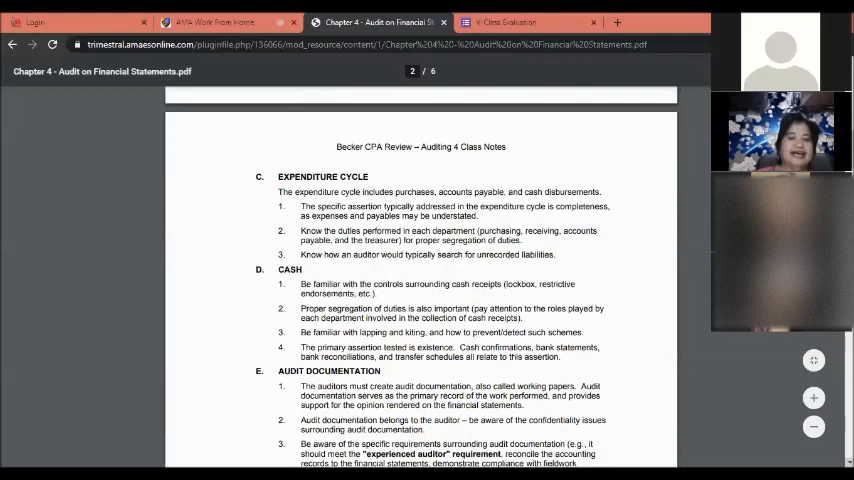 Login
AMA Work From Home
Chapter 4 - Audit on Financial St
V-Class Evaluation
trimestral.amaesonline.com/pluginfile.php/136066/mod_resource/content/1/Chapter%204%20-%20Audit%20on%20Financial%20Statements.pdf
Chapter 4 - Audit on Financial Statements.pdf
2 / 6
Becker CPA Review – Auditing 4 Class Notes
C. EXPENDITURE CYCLE
The expenditure cycle includes purchases, accounts payable, and cash disbursements.
1. The specific assertion typically addressed in the expenditure cycle is completeness,
as expenses and payables may be understated.
2. Know the duties performed in each department (purchasing, receiving, accounts
payable, and the treasurer) for proper segregation of duties.
3. Know how an auditor would typically search for unrecorded liabilities.
D. CASH
1. Be familiar with the controls surrounding cash receipts (lockbox, restrictive
endorsements, etc.).
2. Proper segregation of duties is also important (pay attention to the roles played by
each department involved in the collection of cash receipts).
3. Be familiar with lapping and kiting, and how to prevent/detect such schemes.
4. The primary assertion tested is existence. Cash confirmations, bank statements,
bank reconciliations, and transfer schedules all relate to this assertion.
E. AUDIT DOCUMENTATION
1. The auditors must create audit documentation, also called working papers. Audit
documentation serves as the primary record of the work performed, and provides
support for the opinion rendered on the financial statements.
2. Audit documentation belongs to the auditor – be aware of the confidentiality issues
surrounding audit documentation.
3. Be aware of the specific requirements surrounding audit documentation (e.g., it
should meet the "experienced auditor" requirement, reconcile the accounting
records to the financial statements, demonstrate compliance with fieldwork